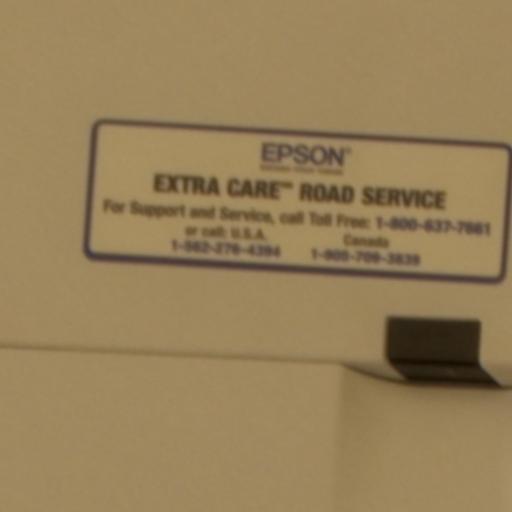 EPSON
EXTRA CARE™ ROAD SERVICE
For Support and Service, call Toll Free: 1-800-637-7661
or call: U.S.A. Canada
1-562-276-4394 1-905-709-3839